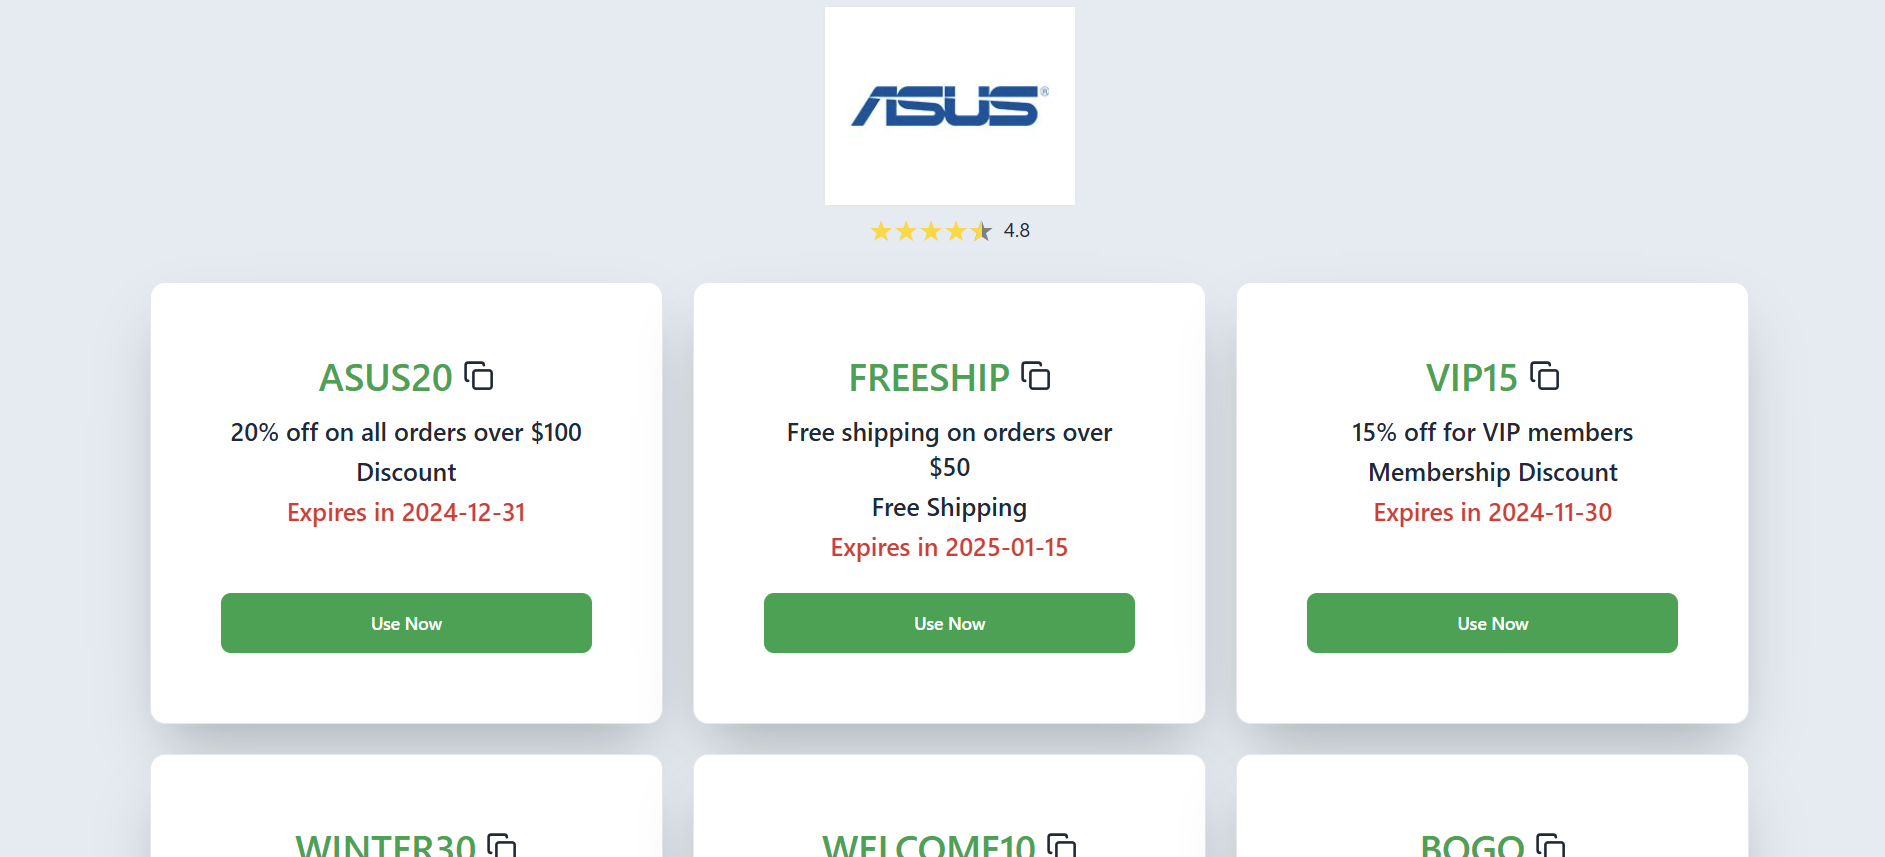 ASUS®
4.8
ASUS20
20% off on all orders over $100
Discount
Expires in 2024-12-31
Use Now
FREESHIP
Free shipping on orders over
$50
Free Shipping
Expires in 2025-01-15
Use Now
VIP15
15% off for VIP members
Membership Discount
Expires in 2024-11-30
Use Now
WINTER30
WELCOME10
BOGO